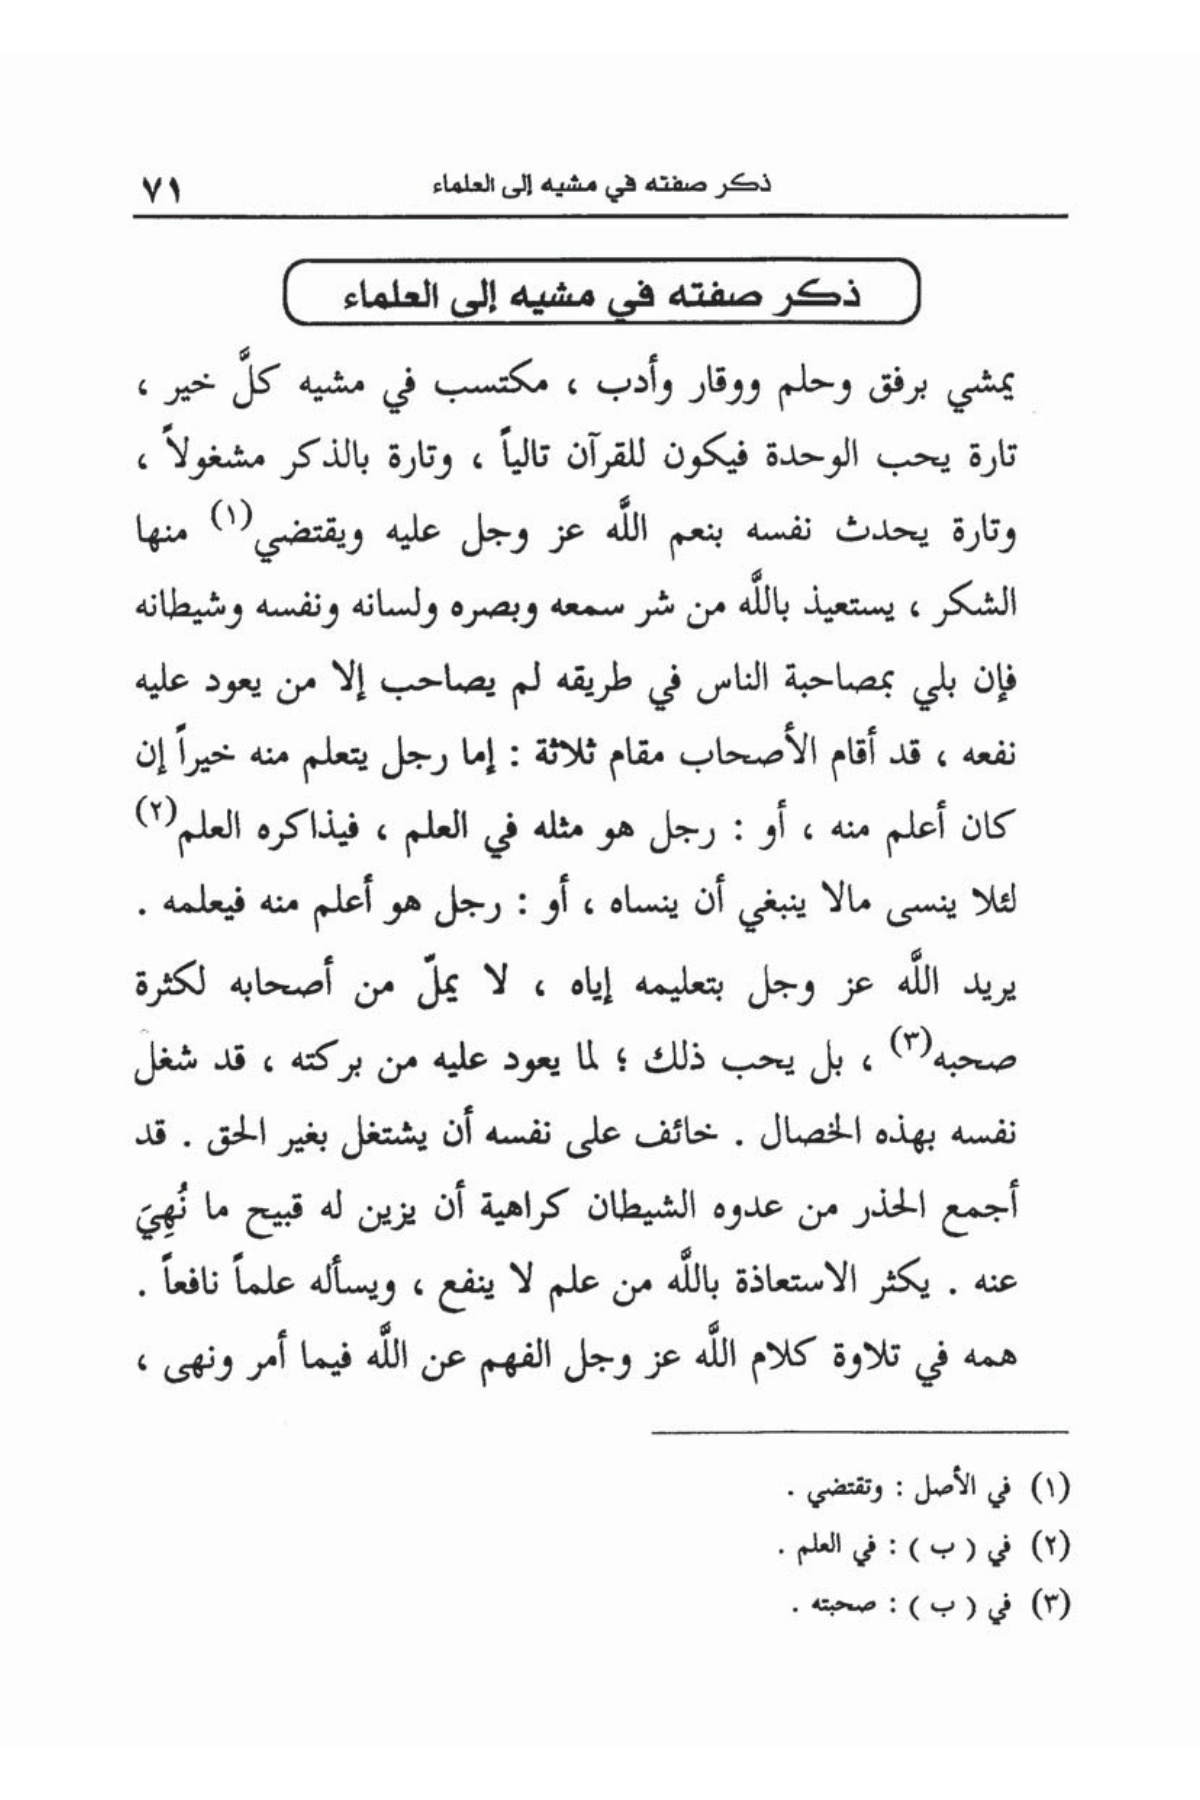 ذكر صفته في مشيه إلى العلماء ٧١
ذكر صفته في مشيه إلى العلماء
يمشي برفق وحلم ووقار وأدب ، مكتسب في مشيه كلَّ خير ،
تارة يحب الوحدة فيكون للقرآن تالياً ، وتارة بالذكر مشغولاً ،
وتارة يحدث نفسه بنعم اللَّه عز وجل عليه ويقتضي(١) منها
الشكر ، يستعيذ باللَّه من شر سمعه وبصره ولسانه ونفسه وشيطانه
فإن بلي بمصاحبة الناس في طريقه لم يصاحب إلا من يعود عليه
نفعه ، قد أقام الأصحاب مقام ثلاثة : إما رجل يتعلم منه خيراً إن
كان أعلم منه ، أو : رجل هو مثله في العلم ، فيذاكره العلم(٢)
لئلا ينسى مالا ينبغي أن ينساه ، أو : رجل هو أعلم منه فيعلمه .
يريد اللَّه عز وجل بتعليمه إياه ، لا يملّ من أصحابه لكثرة
صحبه(٣) ، بل يحب ذلك ؛ لما يعود عليه من بركته ، قد شغل
نفسه بهذه الخصال . خائف على نفسه أن يشتغل بغير الحق . قد
أجمع الحذر من عدوه الشيطان كراهية أن يزين له قبيح ما نُهِيَ
عنه . يكثر الاستعاذة باللَّه من علم لا ينفع ، ويسأله علماً نافعاً .
همه في تلاوة كلام اللَّه عز وجل الفهم عن اللَّه فيما أمر ونهى ،
(١) في الأصل : وتقتضي .
(٢) في ( ب ) : في العلم .
(٣) في ( ب ) : صحبته .